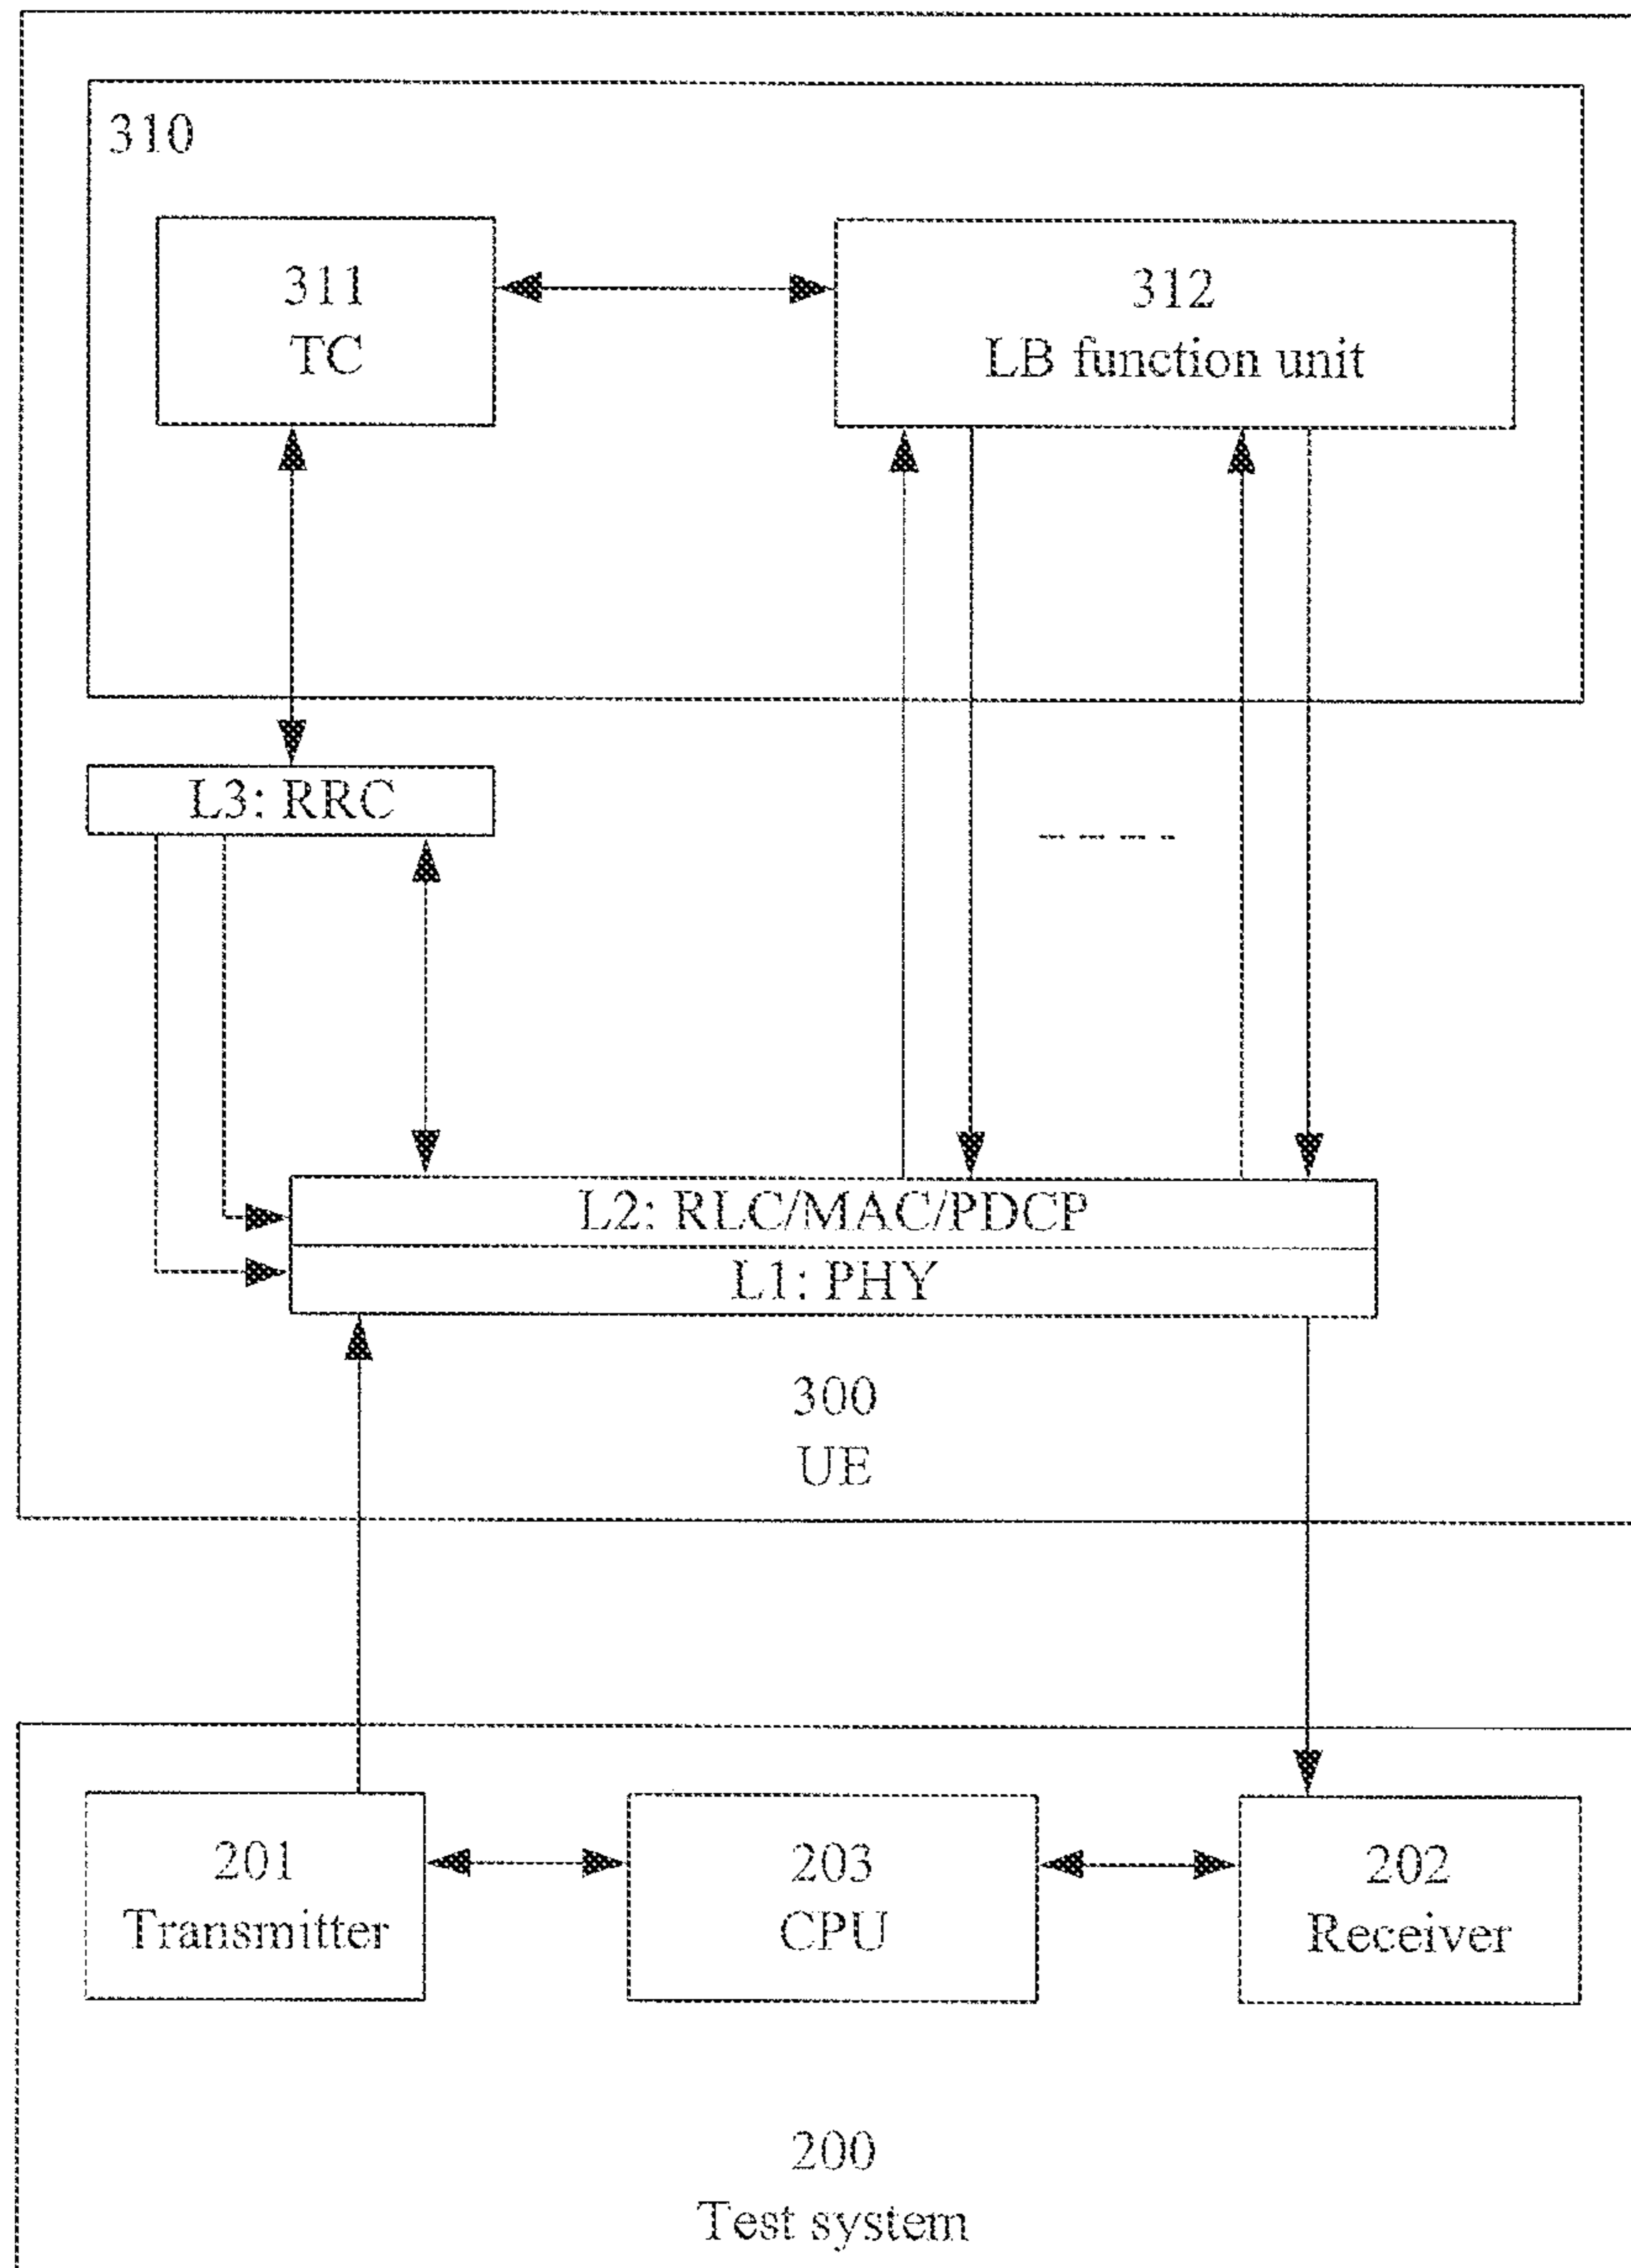 310
311
TC
312
LB function unit
L3: RRC
L2: RLC/MAC/PDCP
L1: PHY
300
UE
201
Transmitter
203
CPU
202
Receiver
200
Test system